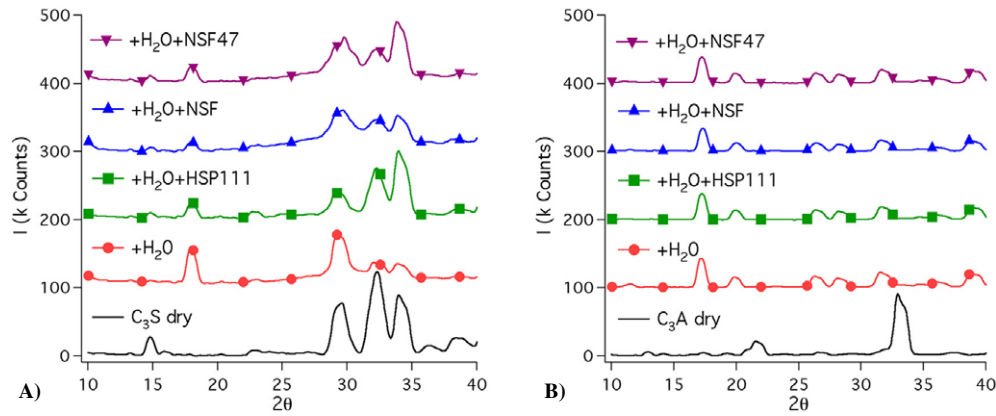 500
400
300
200
100
0
I (k Counts)
+H₂O+NSF47
+H₂O+NSF
+H₂O+HSP111
+H₂0
C₃S dry
10 15 20 25 30 35 40
2θ
A)
500
400
300
200
100
0
I (k Counts)
+H₂O+NSF47
+H₂O+NSF
+H₂O+HSP111
+H₂O
C₃A dry
10 15 20 25 30 35 40
2θ
B)